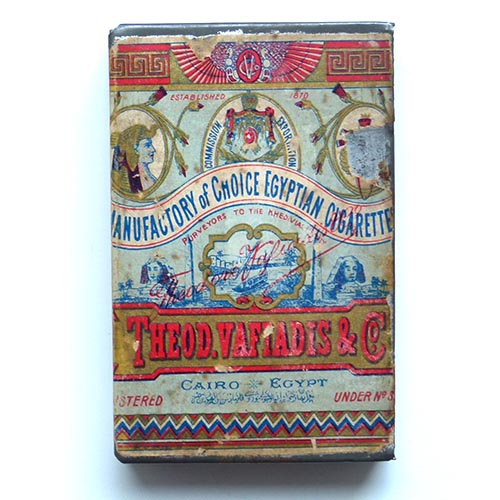 ESTABLISHED 1870
COMMISSION EXPORTATION
MANUFACTORY of CHOICE EGYPTIAN CIGARETTE
PURVEYORS TO THE KHEDIVIAL
THEOD. VAFIADIS & Co
CAIRO EGYPT
STERED UNDER No